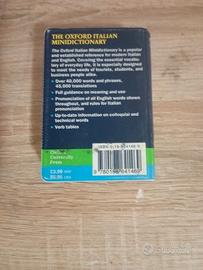 THE OXFORD ITALIAN
MINIDICTIONARY
The Oxford Italian Minidictionary is a popular
and established reference for modern Italian
and English. Covering the essential vocabulary
of everyday life, it is especially designed
to meet the needs of tourists, students, and
business people alike.
• Over 40,000 words and phrases,
45,000 translations
• Full guidance on meaning and use
• Pronunciation of all English words shown
throughout, and rules for Italian
pronunciation
• Up-to-date information on colloquial and
technical words
• Verb tables
Oxford
University
Press
£3.99